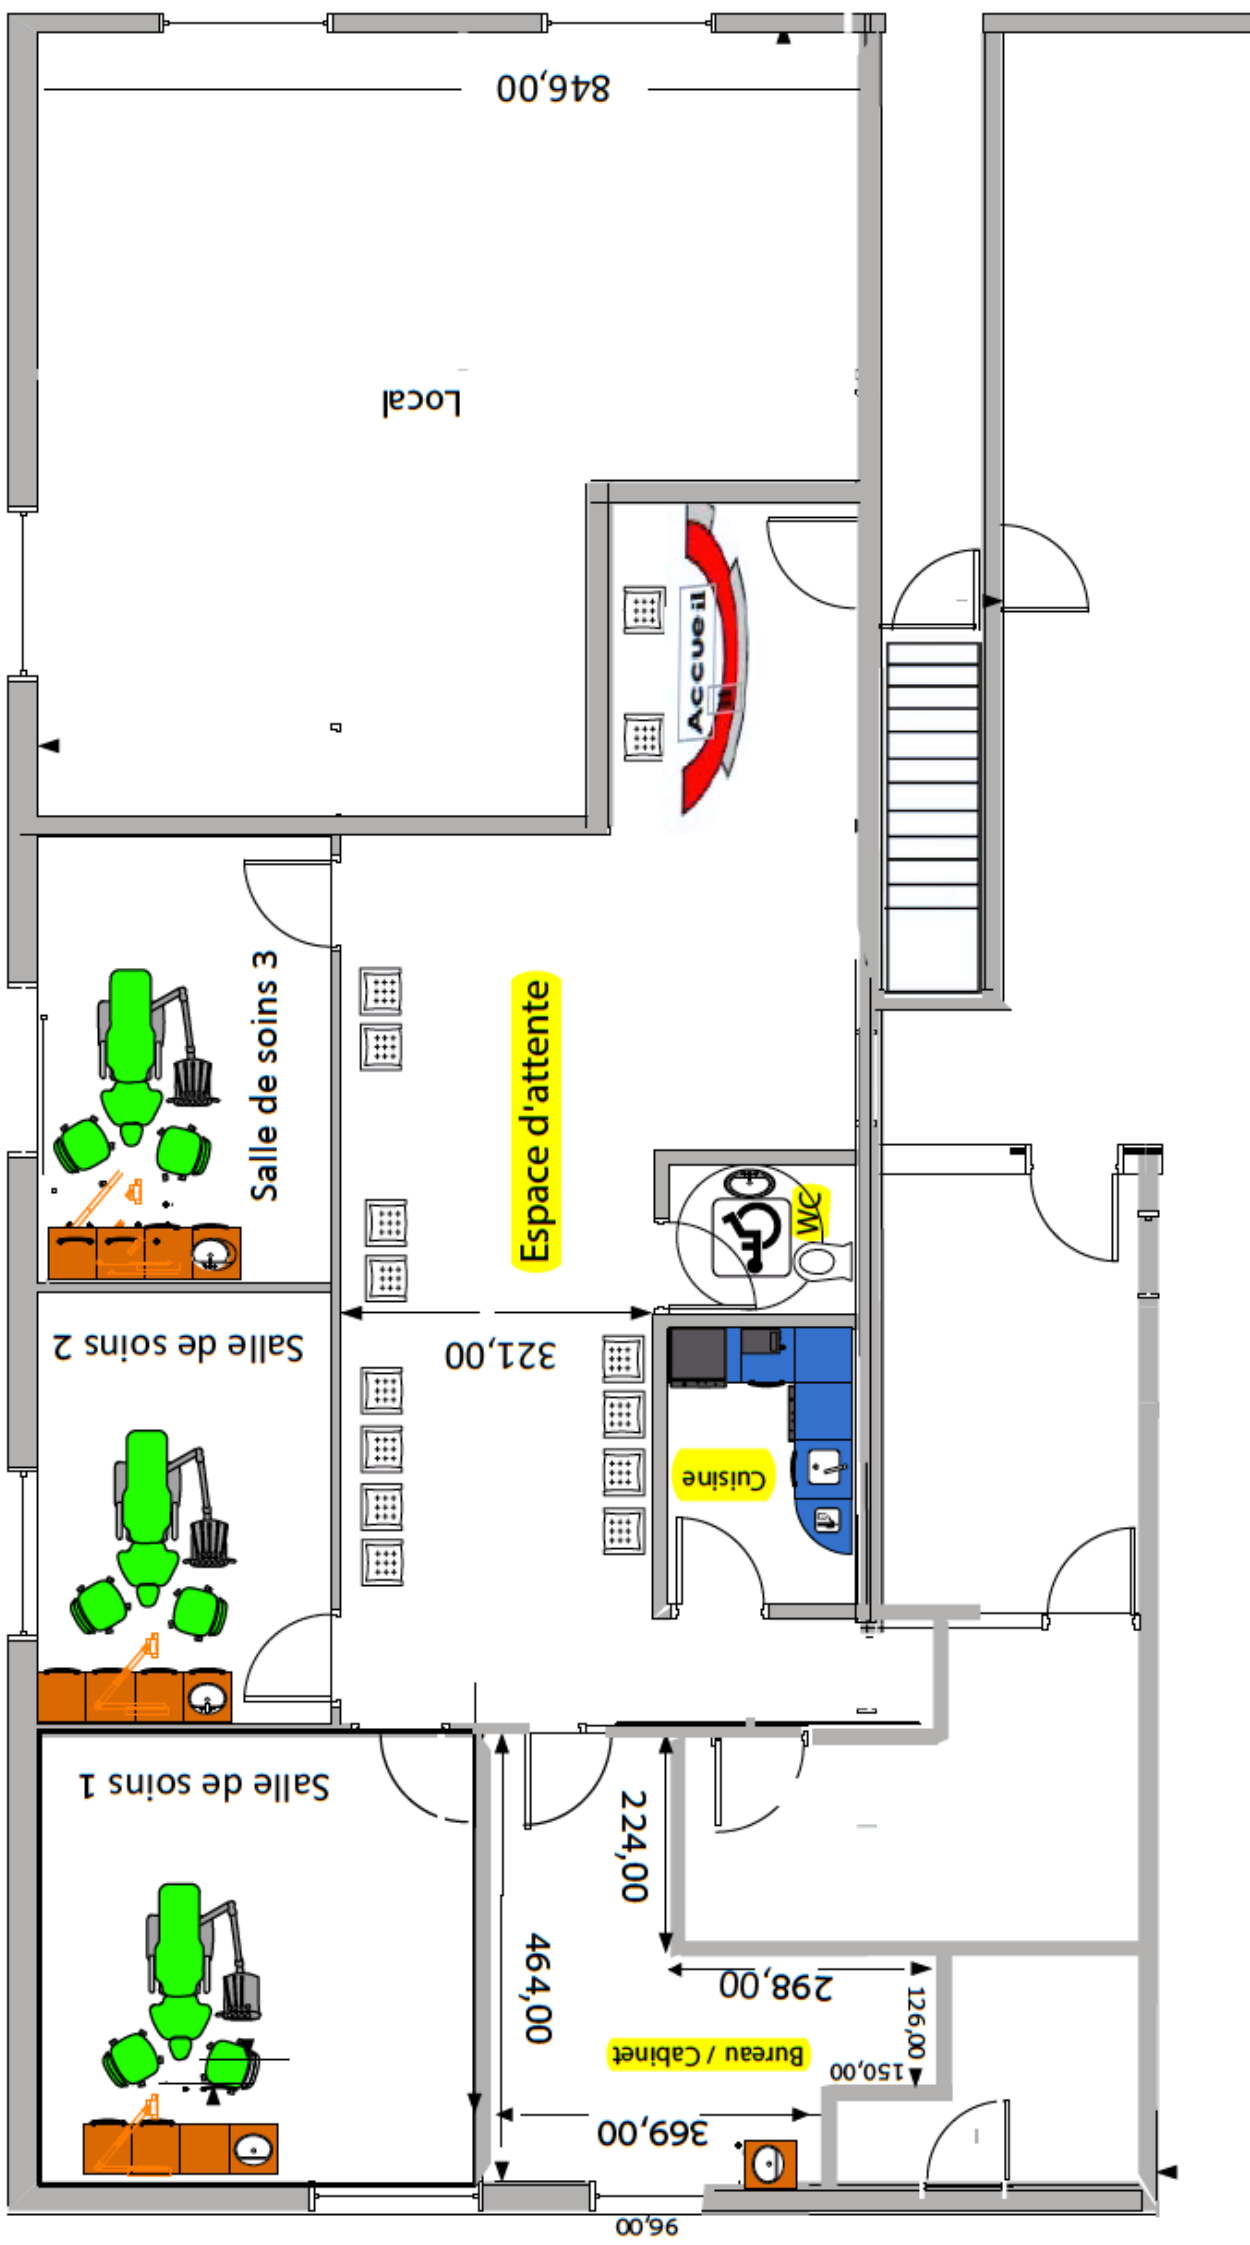 846,00
Local
Accueil
il
Salle de soins 3
Espace d'attente
WC
Salle de soins 2
321,00
Cuisine
Salle de soins 1
224,00
464,00
298,00
126,00
Bureau / Cabinet
150,00
369,00
96,00